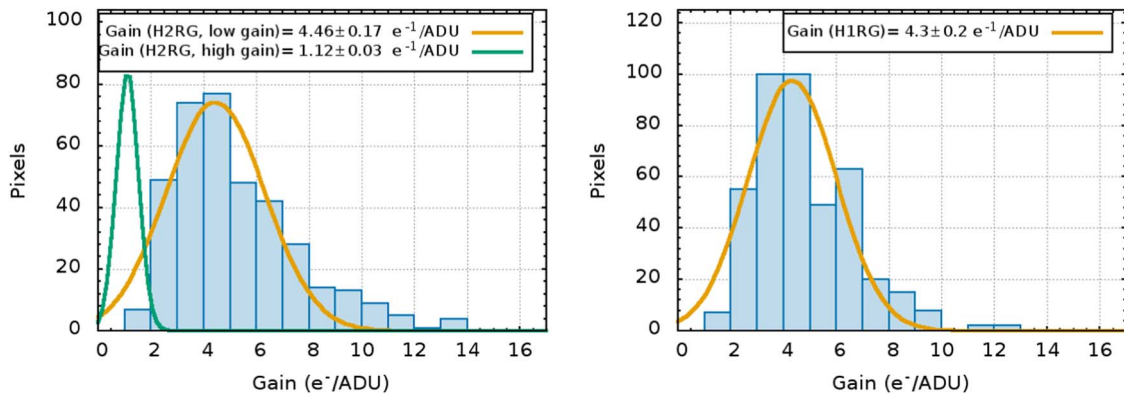 100
80
60
40
20
0
Pixels
Gain (H2RG, low gain)= 4.46±0.17 e⁻¹/ADU
Gain (H2RG, high gain)= 1.12±0.03 e⁻¹/ADU
0 2 4 6 8 10 12 14 16
Gain (e⁻/ADU)
120
100
80
60
40
20
0
Pixels
Gain (H1RG)= 4.3±0.2 e⁻¹/ADU
0 2 4 6 8 10 12 14 16
Gain (e⁻/ADU)